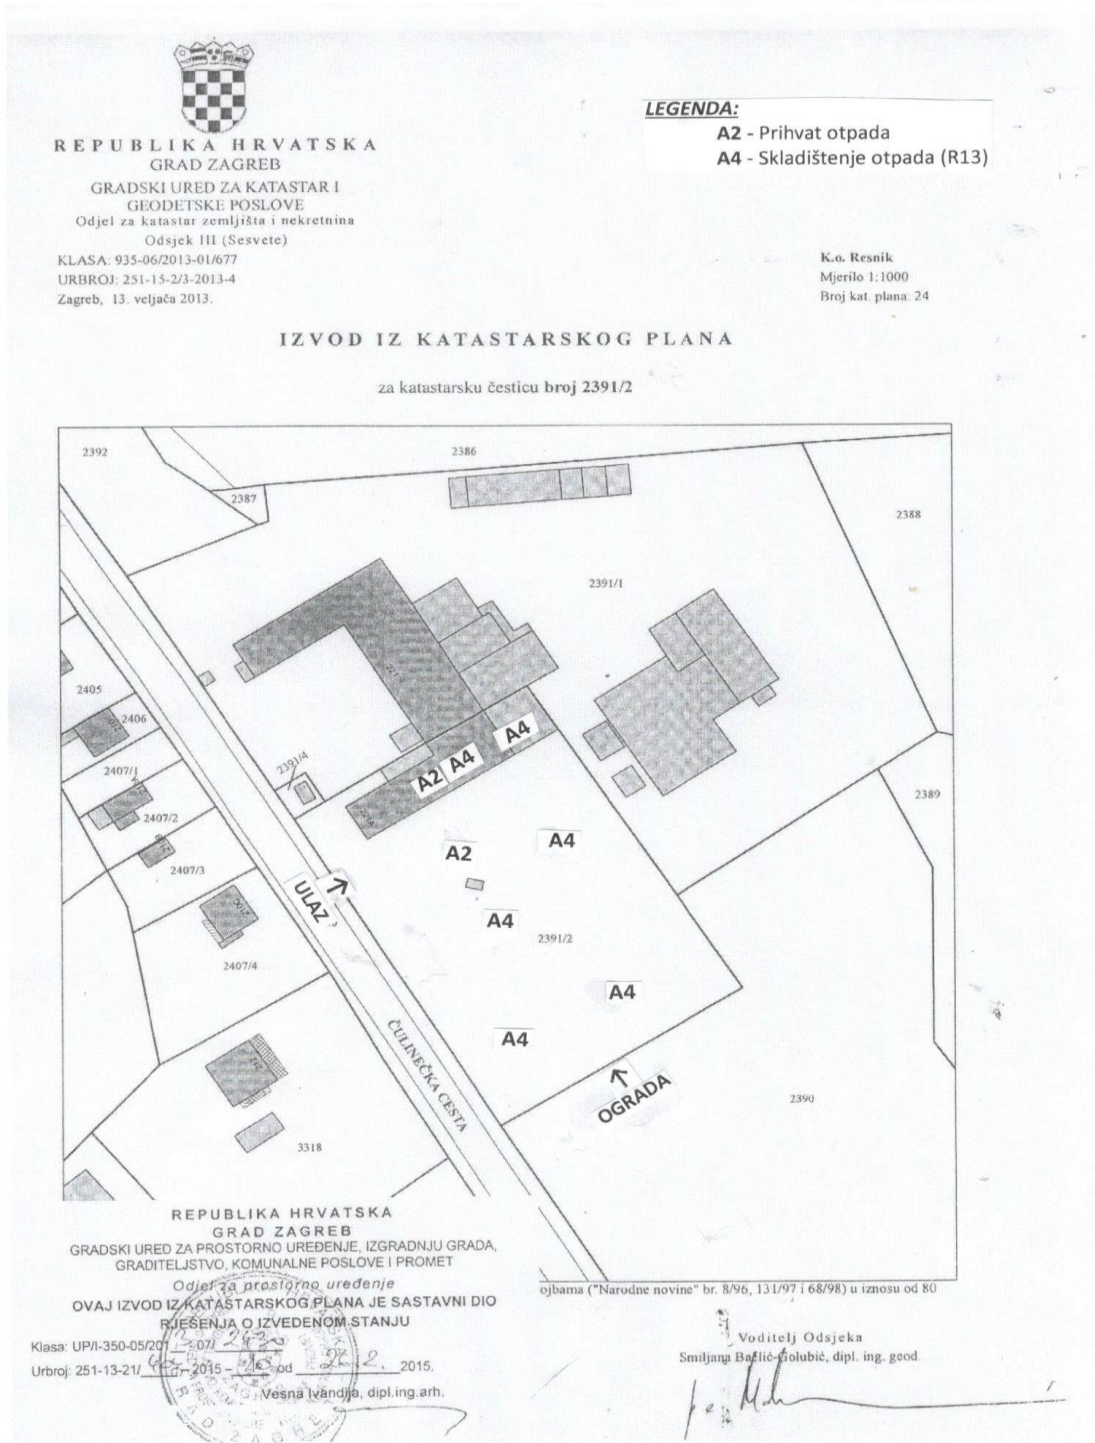 REPUBLIKA HRVATSKA
GRAD ZAGREB
GRADSKI URED ZA KATASTAR I
GEODETSKE POSLOVE
Odjel za katastar zemljišta i nekretnina
Odsjek III (Sesvete)
KLASA: 935-06/2013-01/677
URBROJ: 251-15-2/3-2013-4
Zagreb, 13. veljača 2013.
LEGENDA:
A2 - Prihvat otpada
A4 - Skladištenje otpada (R13)
K.o. Resnik
Mjerilo 1:1000
Broj kat. plana: 24
IZVOD IZ KATASTARSKOG PLANA
za katastarsku česticu broj 2391/2
2392
2386
2387
2388
2391/1
2405
2406
2391/4
A4
A4
A2
2407/1
2389
2407/2
A2
A4
2407/3
ULAZ
A4
2391/2
2407/4
A4
A4
ČULINEČKA CESTA
OGRADA
2390
3318
REPUBLIKA HRVATSKA
GRAD ZAGREB
GRADSKI URED ZA PROSTORNO UREĐENJE, IZGRADNJU GRADA,
GRADITELJSTVO, KOMUNALNE POSLOVE I PROMET
Odjel za prostorno uređenje
OVAJ IZVOD IZ KATASTARSKOG PLANA JE SASTAVNI DIO
RJEŠENJA O IZVEDENOM STANJU
Klasa: UP/I-350-05/201
Urbroj: 251-13-21/ - 2015 - od 2015.
Vesna Ivandija, dipl.ing.arh.
ojbama ("Narodne novine" br. 8/96, 131/97 i 68/98) u iznosu od 80
Voditelj Odsjeka
Smiljana Bačlić-Golubić, dipl. ing. geod.